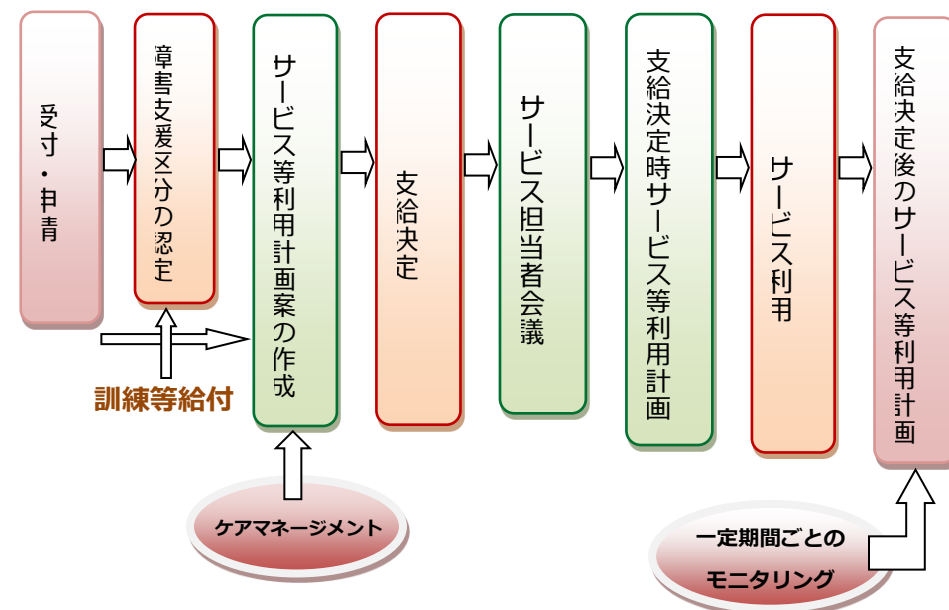 受付・申請
障害支援区分の認定
サービス等利用計画案の作成
支給決定
サービス担当者会議
支給決定時サービス等利用計画
サービス利用
支給決定後のサービス等利用計画
訓練等給付
ケアマネージメント
一定期間ごとの
モニタリング